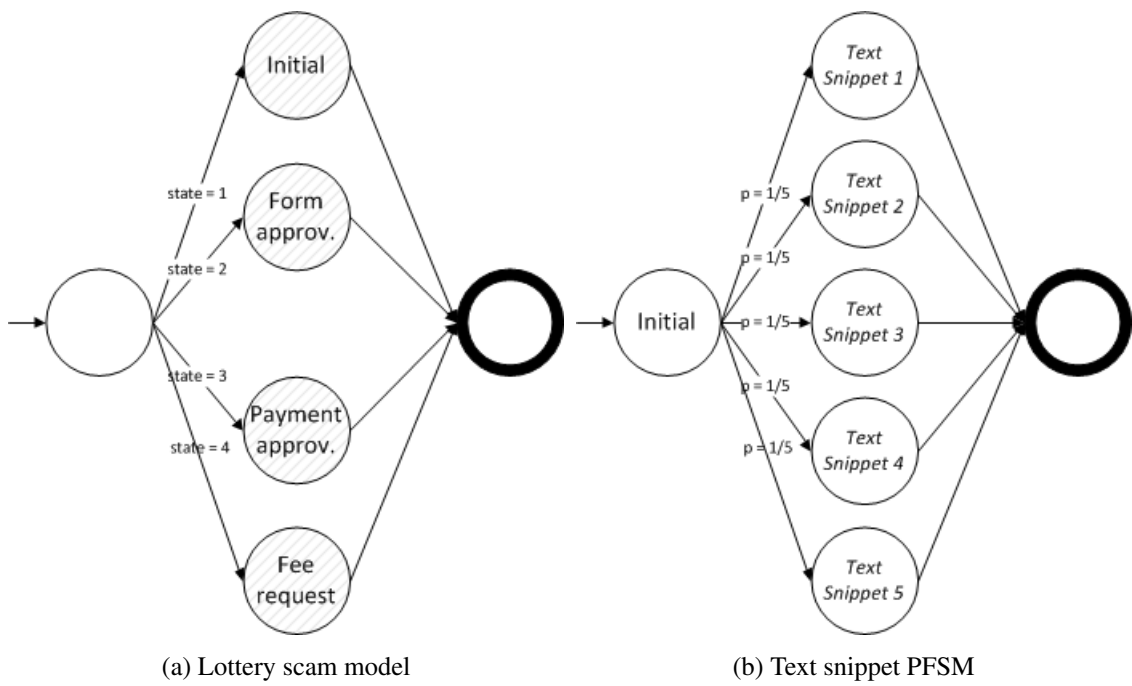 Initial
state = 1
Form
approv.
state = 2
state = 3
Payment
approv.
state = 4
Fee
request
(a) Lottery scam model
Text
Snippet 1
p = 1/5
Text
Snippet 2
p = 1/5
Initial
p = 1/5
Text
Snippet 3
p = 1/5
Text
Snippet 4
p = 1/5
Text
Snippet 5
(b) Text snippet PFSM